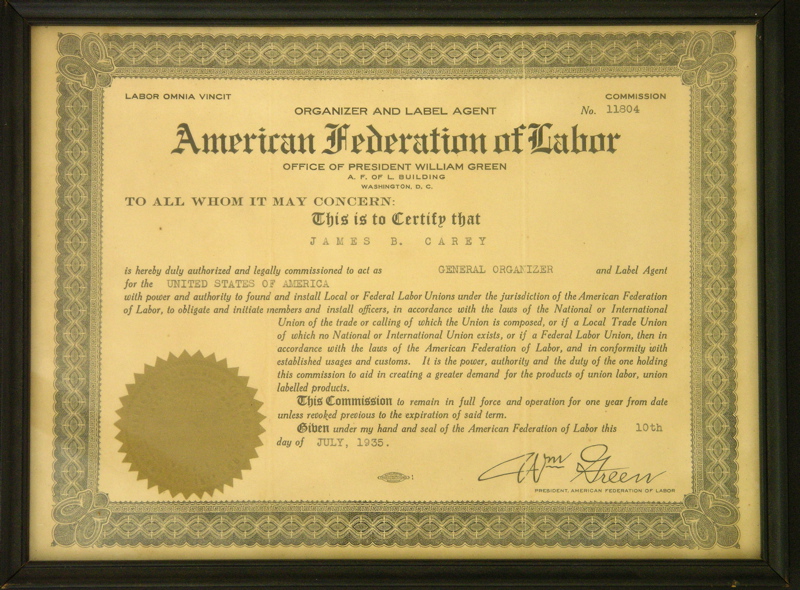 LABOR OMNIA VINCIT
COMMISSION
ORGANIZER AND LABEL AGENT
No. 11804
American Federation of Labor
OFFICE OF PRESIDENT WILLIAM GREEN
A. F. OF L. BUILDING
WASHINGTON, D. C.
TO ALL WHOM IT MAY CONCERN:
This is to Certify that
JAMES B. CAREY
is hereby duly authorized and legally commissioned to act as GENERAL ORGANIZER and Label Agent
for the UNITED STATES OF AMERICA
with power and authority to found and install Local or Federal Labor Unions under the jurisdiction of the American Federation
of Labor, to obligate and initiate members and install officers, in accordance with the laws of the National or International
Union of the trade or calling of which the Union is composed, or if a Local Trade Union
of which no National or International Union exists, or if a Federal Labor Union, then in
accordance with the laws of the American Federation of Labor, and in conformity with
established usages and customs. It is the power, authority and the duty of the one holding
this commission to aid in creating a greater demand for the products of union labor, union
labelled products.
This Commission to remain in full force and operation for one year from date
unless revoked previous to the expiration of said term.
Given under my hand and seal of the American Federation of Labor this 10th
day of JULY, 1935.
Wm Green
PRESIDENT, AMERICAN FEDERATION OF LABOR